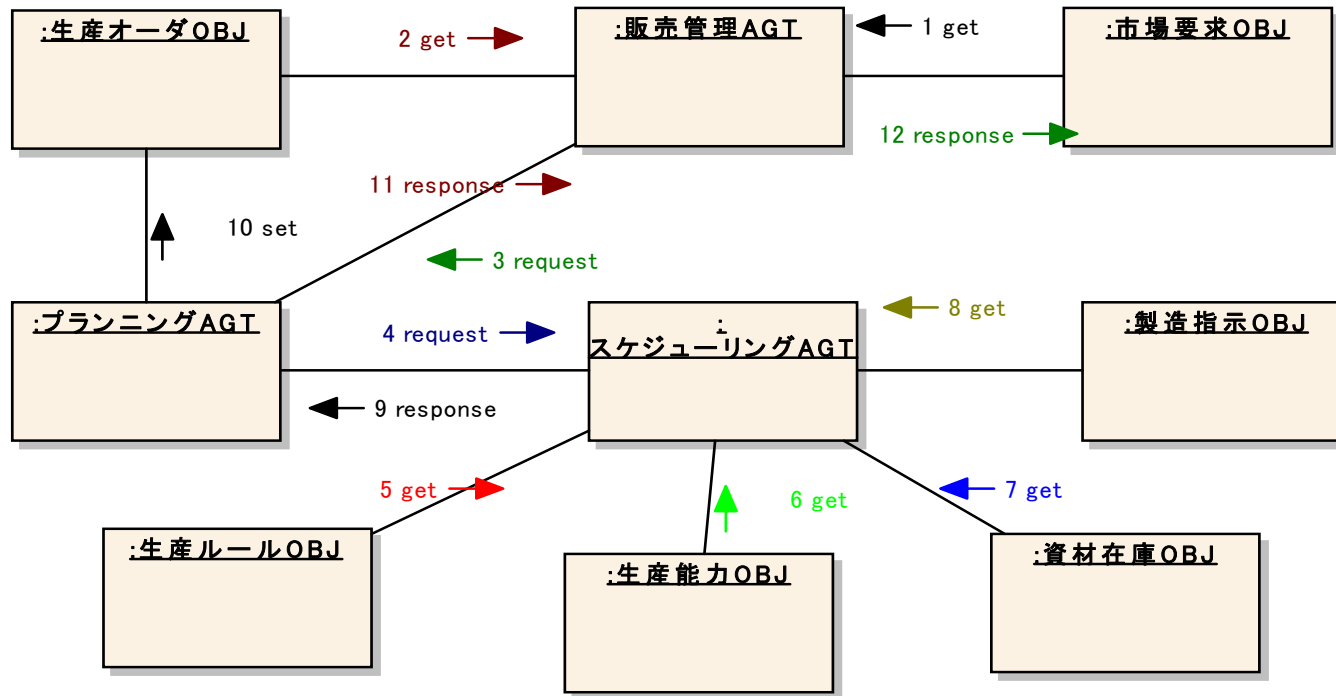 :生産オーダOBJ
2 get
:販売管理AGT
1 get
:市場要求OBJ
12 response
11 response
10 set
3 request
:プランニングAGT
4 request
:
スケジューリングAGT
8 get
:製造指示OBJ
9 response
5 get
6 get
7 get
:生産ルールOBJ
:生産能力OBJ
:資材在庫OBJ